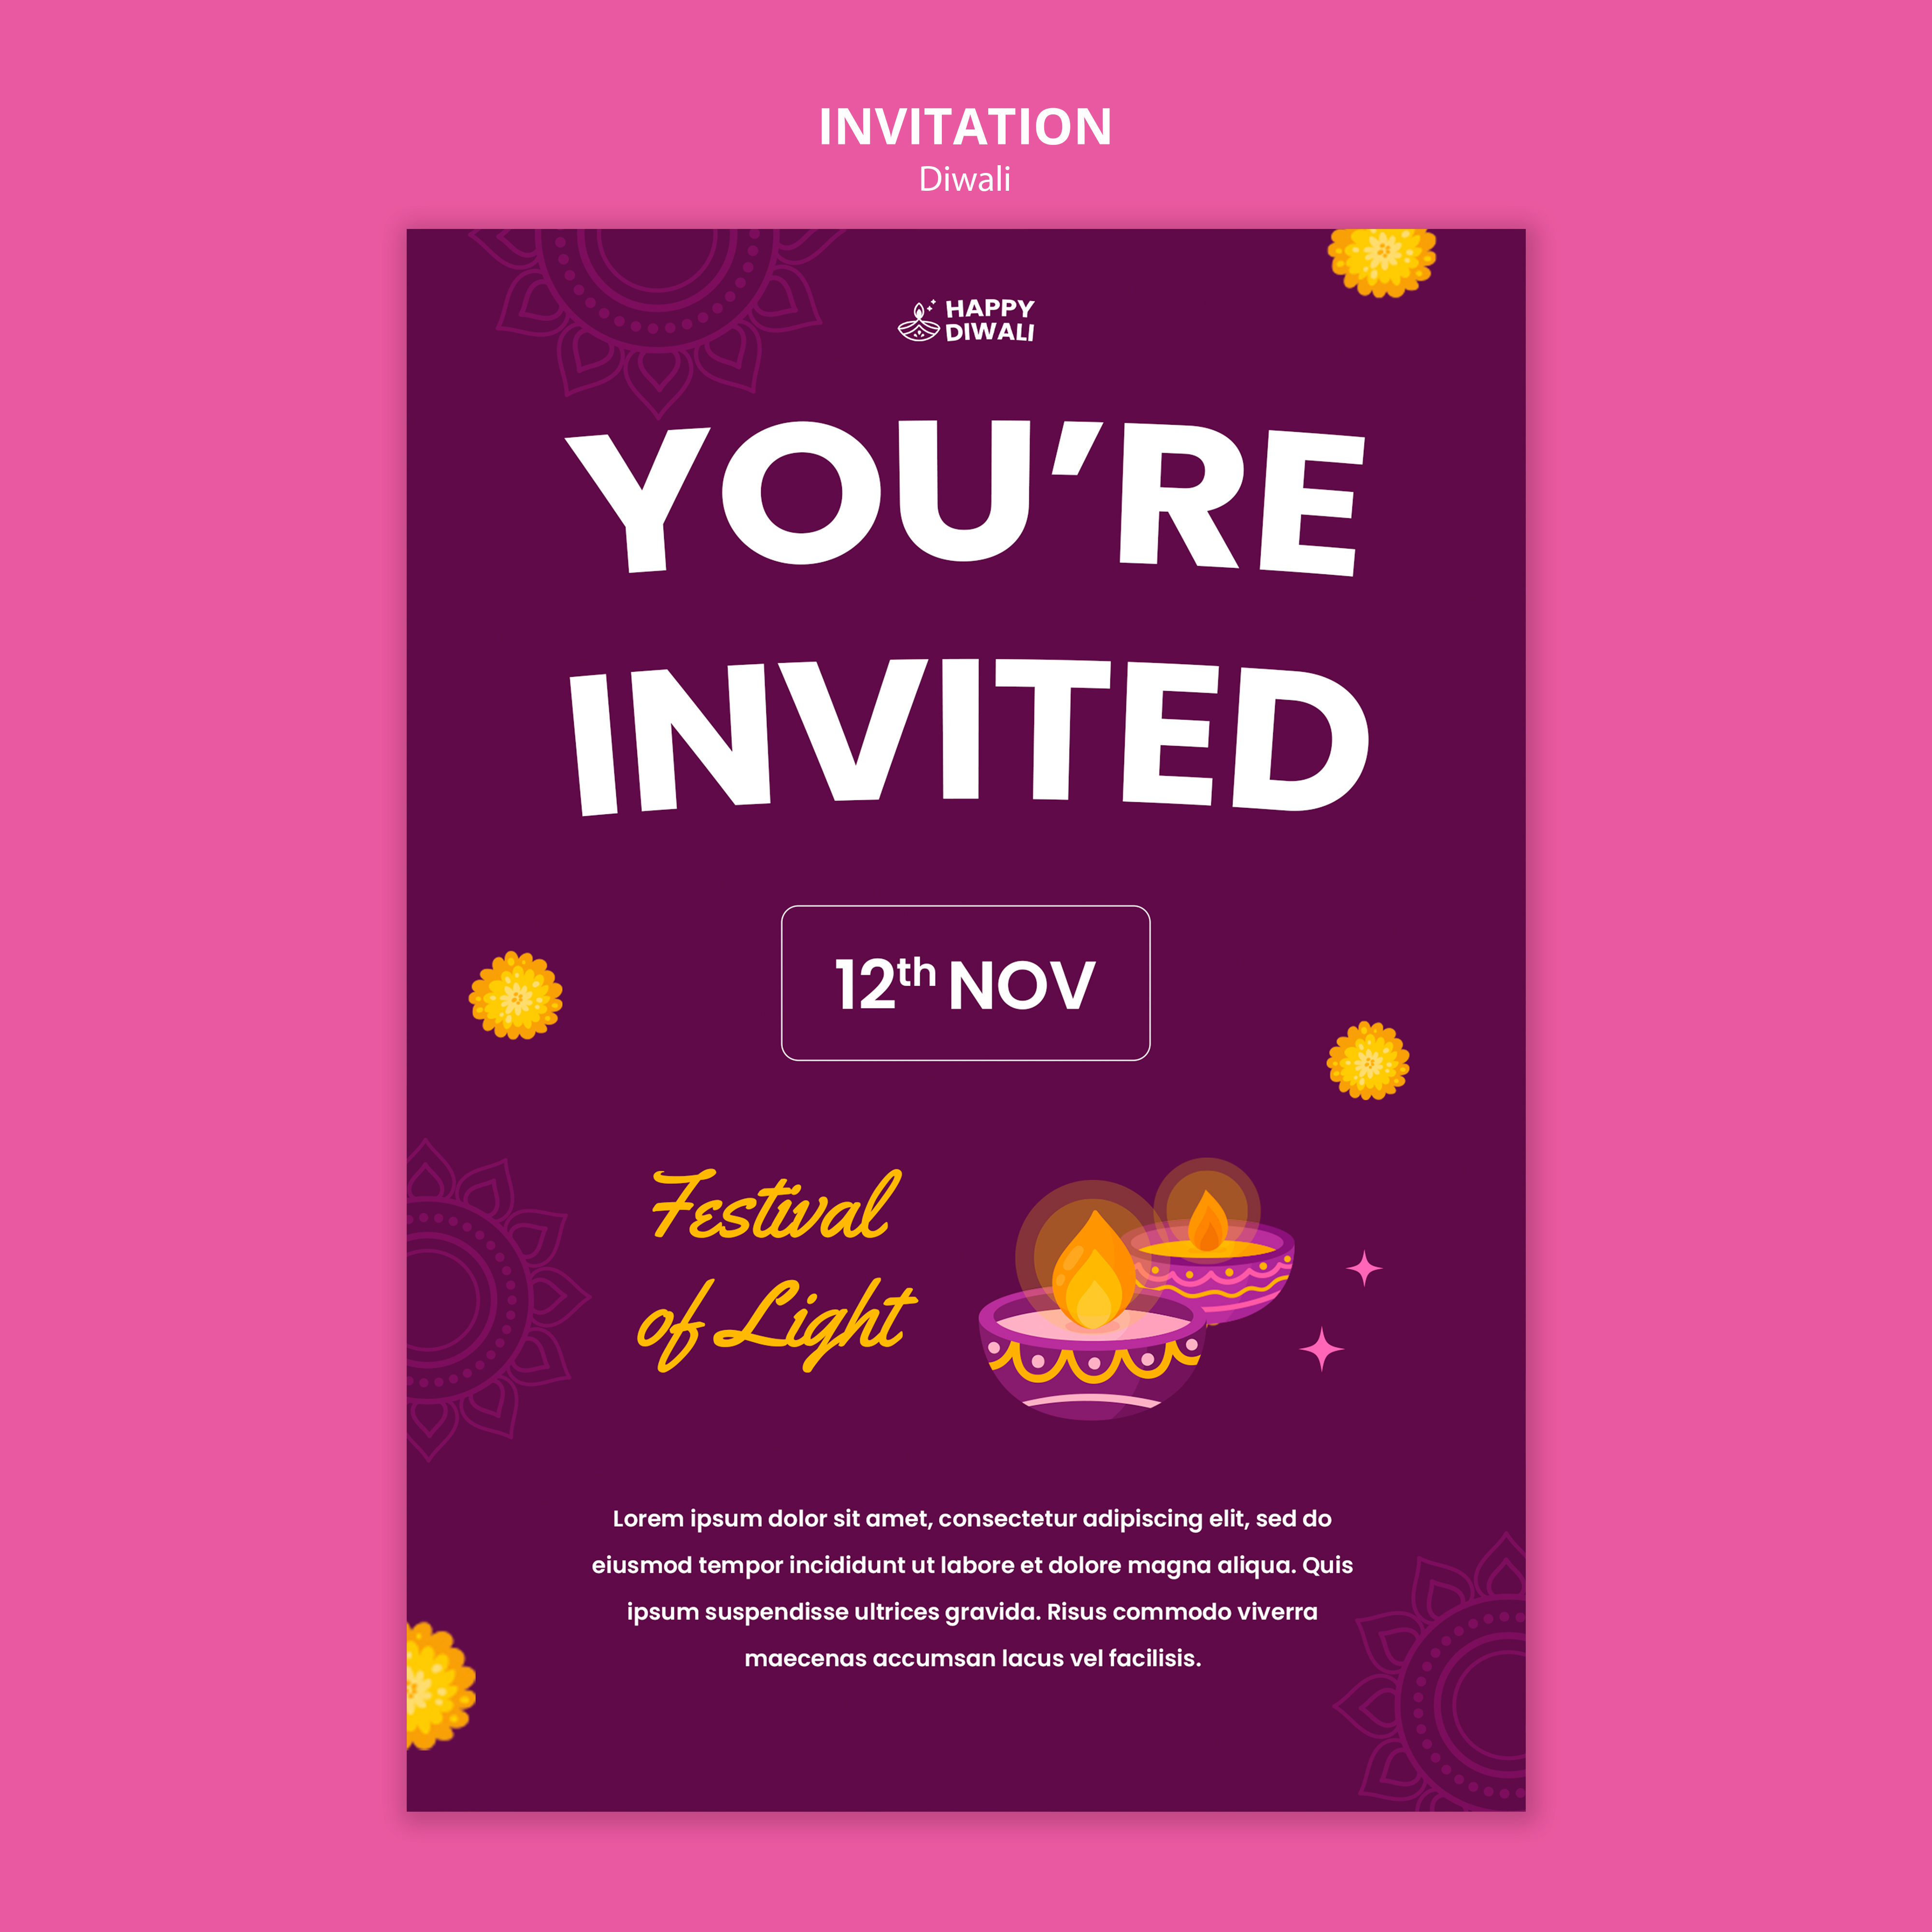 INVITATION
Diwali
HAPPY
DIWALI
YOU’RE
INVITED
12th NOV
Festival
of Light
Lorem ipsum dolor sit amet, consectetur adipiscing elit, sed do
eiusmod tempor incididunt ut labore et dolore magna aliqua. Quis
ipsum suspendisse ultrices gravida. Risus commodo viverra
maecenas accumsan lacus vel facilisis.